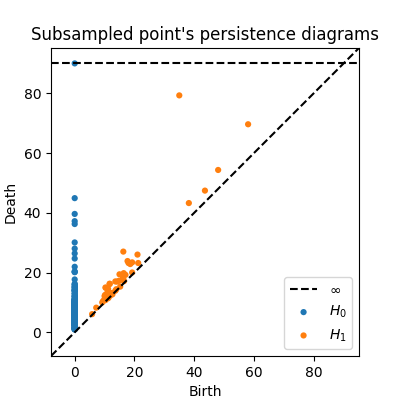 Subsampled point's persistence diagrams
Death
80
60
40
20
0
0 20 40 60 80
Birth
∞
H₀
H₁